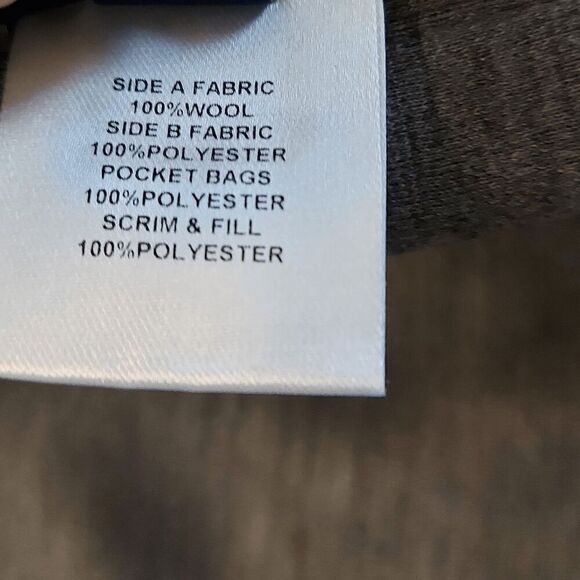 SIDE A FABRIC
100%WOOL
SIDE B FABRIC
100%POLYESTER
POCKET BAGS
100%POLYESTER
SCRIM & FILL
100%POLYESTER